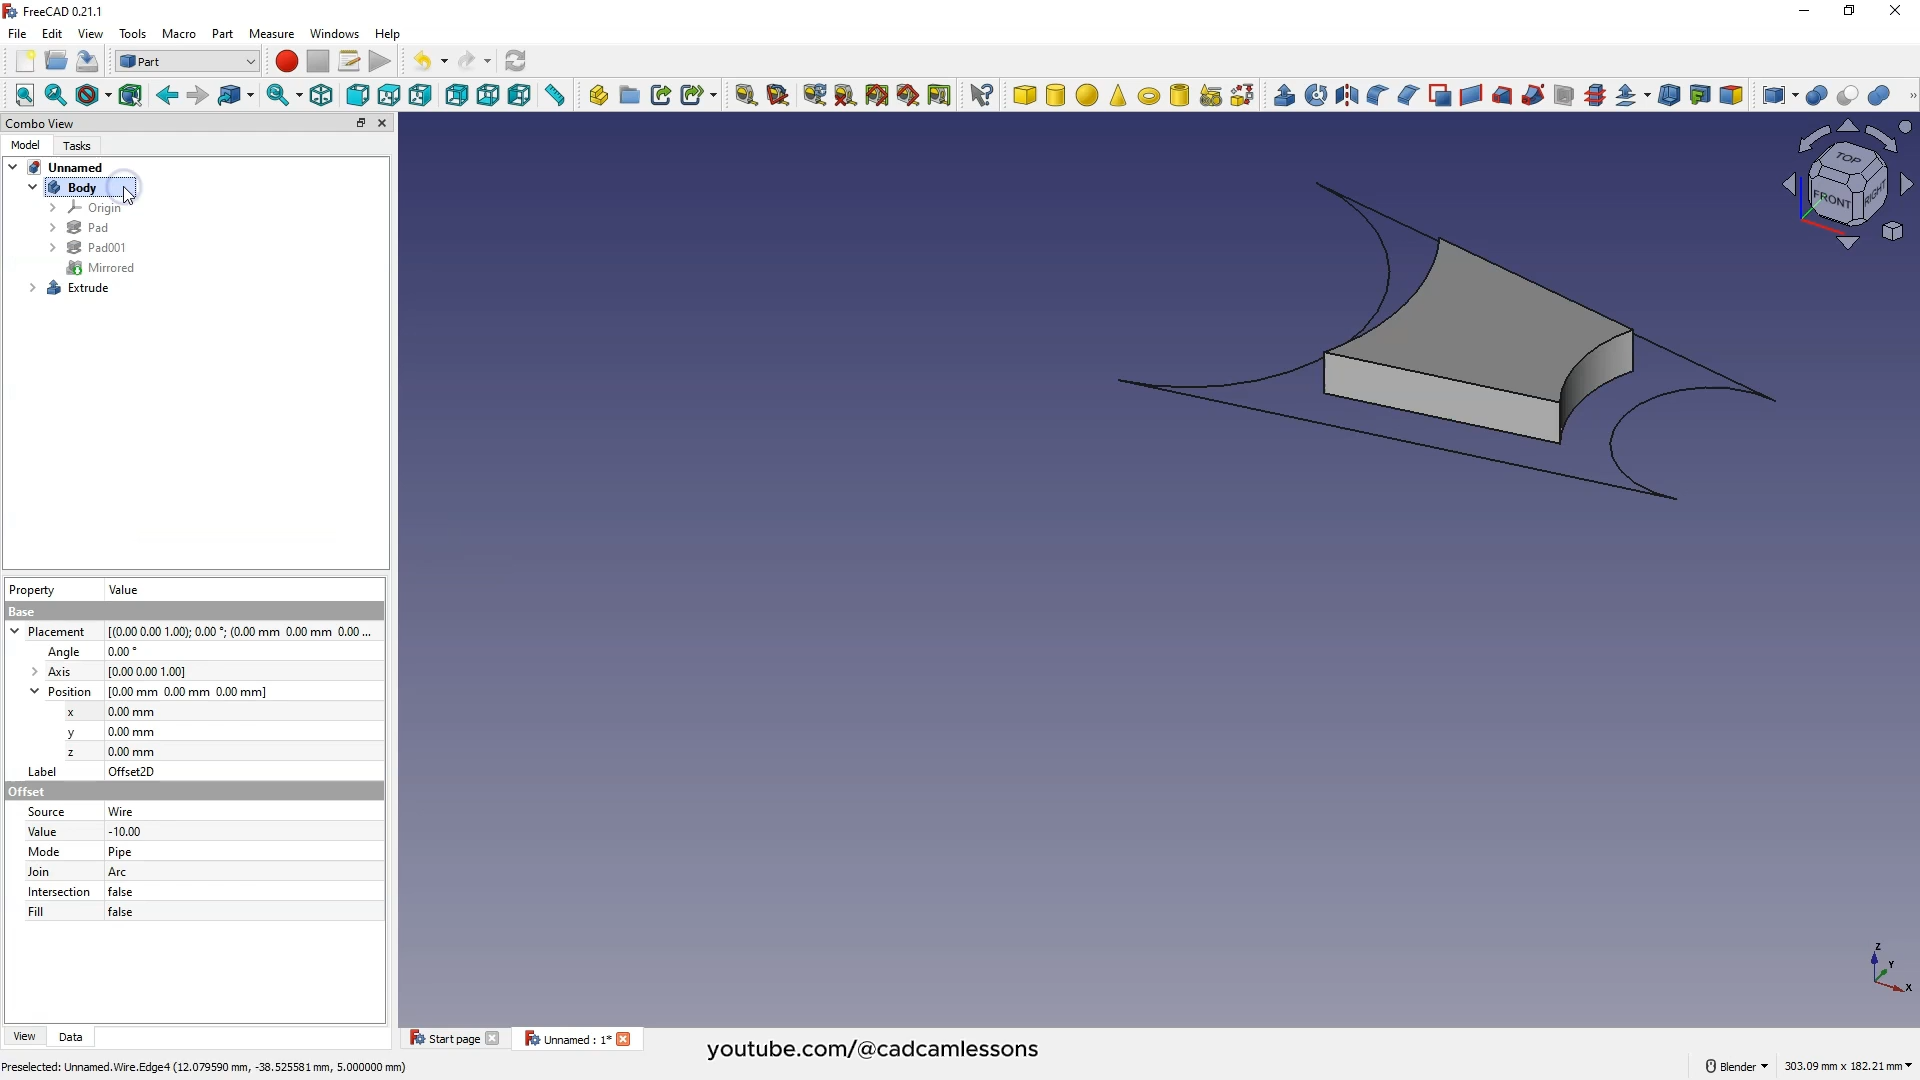 FreeCAD 0.21.1
File Edit View Tools Macro Part Measure Windows Help
Part
Combo View
Model Tasks
Unnamed
Body
Origin
Pad
Pad001
Mirrored
Extrude
TOP
FRONT
RIGHT
Property Value
Base
Placement [(0.00 0.00 1.00); 0.00 °; (0.00 mm 0.00 mm 0.00 ...
Angle 0.00 °
Axis [0.00 0.00 1.00]
Position [0.00 mm 0.00 mm 0.00 mm]
x 0.00 mm
y 0.00 mm
z 0.00 mm
Label Offset2D
Offset
Source Wire
Value -10.00
Mode Pipe
Join Arc
Intersection false
Fill false
Z
Y
X
View Data
Start page Unnamed : 1*
youtube.com/@cadcamlessons
Preselected: Unnamed.Wire.Edge4 (12.079590 mm, -38.525581 mm, 5.000000 mm)
Blender 303.09 mm x 182.21 mm